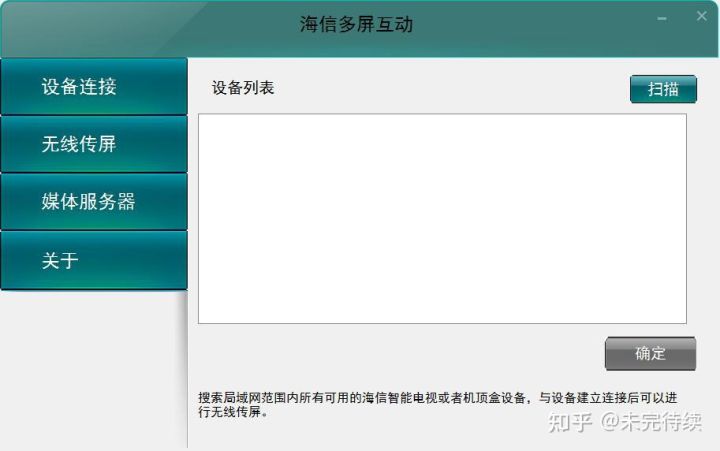 海信多屏互动
设备连接
无线传屏
媒体服务器
关于
设备列表
扫描
确定
搜索局域网范围内所有可用的海信智能电视或者机顶盒设备，与设备建立连接后可以进
行无线传屏。
知乎 @未完待续